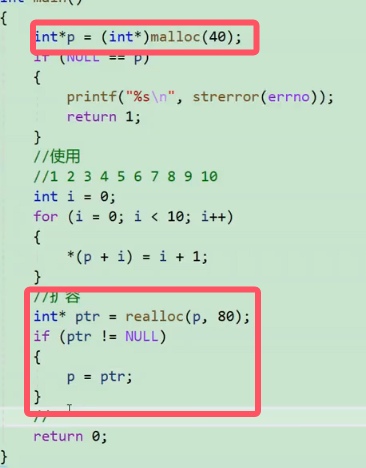 int main()
{
int*p = (int*)malloc(40);
if (NULL == p)
{
printf("%s\n", strerror(errno));
return 1;
}
//使用
//1 2 3 4 5 6 7 8 9 10
int i = 0;
for (i = 0; i < 10; i++)
{
*(p + i) = i + 1;
}
//扩容
int* ptr = realloc(p, 80);
if (ptr != NULL)
{
p = ptr;
}
//
return 0;
}